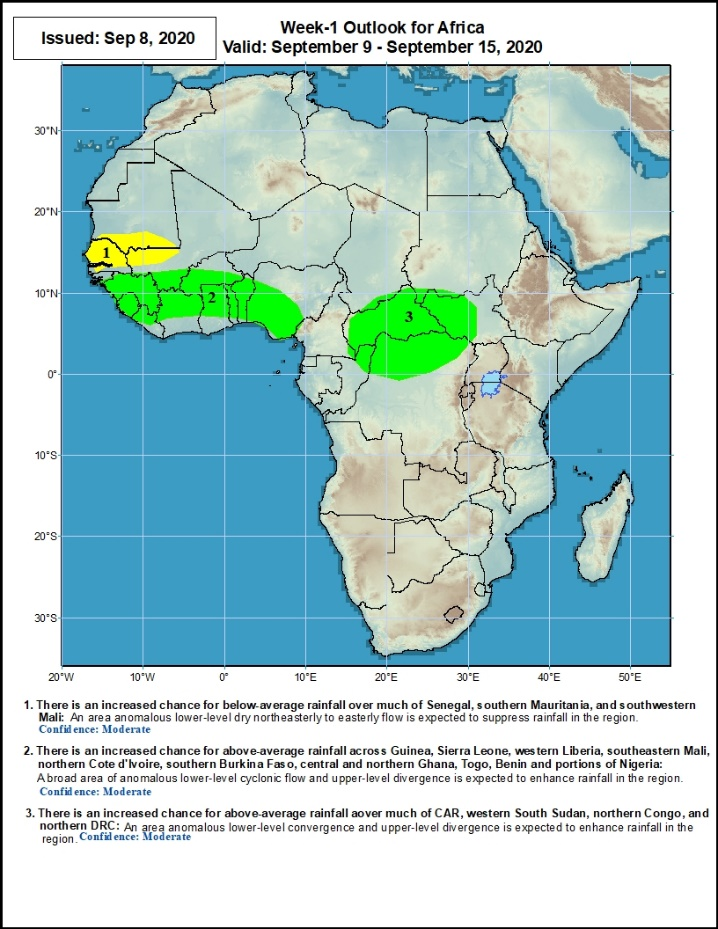 Issued: Sep 8, 2020
Week-1 Outlook for Africa
Valid: September 9 - September 15, 2020
30°N
20°N
10°N
0°
10°S
20°S
30°S
1
2
3
20°W
10°W
0°
10°E
20°E
30°E
40°E
50°E
1. There is an increased chance for below-average rainfall over much of Senegal, southern Mauritania, and southwestern
Mali: An area anomalous lower-level dry northeasterly to easterly flow is expected to suppress rainfall in the region.
Confidence: Moderate
2. There is an increased chance for above-average rainfall across Guinea, Sierra Leone, western Liberia, southeastern Mali,
northern Cote d'Ivoire, southern Burkina Faso, central and northern Ghana, Togo, Benin and portions of Nigeria:
A broad area of anomalous lower-level cyclonic flow and upper-level divergence is expected to enhance rainfall in the region.
Confidence: Moderate
3. There is an increased chance for above-average rainfall aover much of CAR, western South Sudan, northern Congo, and
northern DRC: An area anomalous lower-level convergence and upper-level divergence is expected to enhance rainfall in the
region. Confidence: Moderate